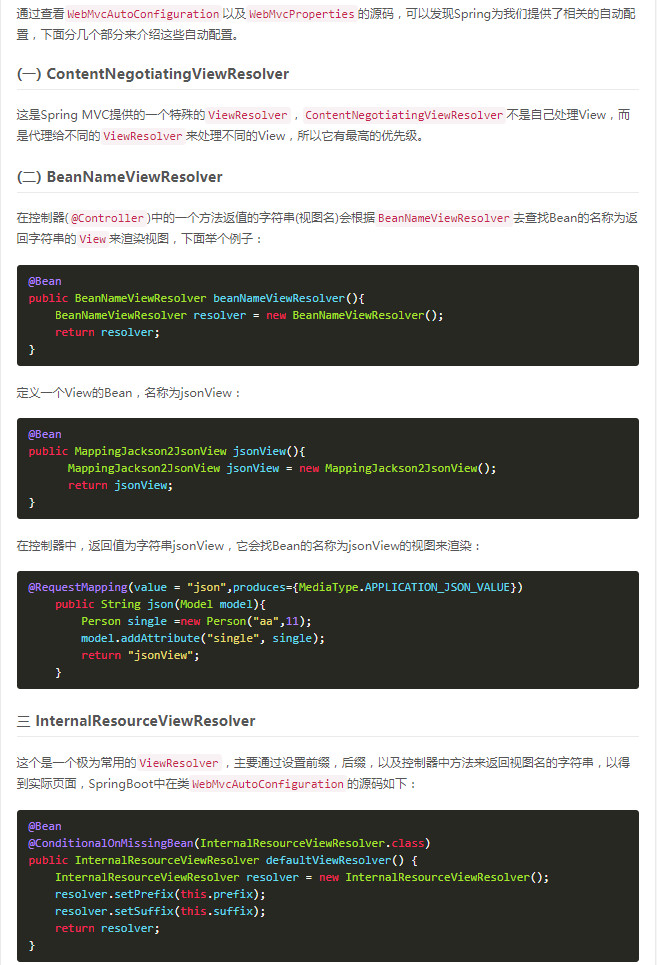 通过查看 WebMvcAutoConfiguration 以及 WebMvcProperties 的源码，可以发现Spring为我们提供了相关的自动配
置，下面分几个部分来介绍这些自动配置。
(一) ContentNegotiatingViewResolver
这是Spring MVC提供的一个特殊的 ViewResolver ，ContentNegotiatingViewResolver 不是自己处理View，而
是代理给不同的 ViewResolver 来处理不同的View，所以它有最高的优先级。
(二) BeanNameViewResolver
在控制器( @Controller )中的一个方法返值的字符串(视图名)会根据 BeanNameViewResolver 去查找Bean的名称为返
回字符串的 View 来渲染视图，下面举个例子：
@Bean
public BeanNameViewResolver beanNameViewResolver(){
    BeanNameViewResolver resolver = new BeanNameViewResolver();
    return resolver;
}
定义一个View的Bean，名称为jsonView：
@Bean
public MappingJackson2JsonView jsonView(){
      MappingJackson2JsonView jsonView = new MappingJackson2JsonView();
      return jsonView;
}
在控制器中，返回值为字符串jsonView，它会找Bean的名称为jsonView的视图来渲染：
@RequestMapping(value = "json",produces={MediaType.APPLICATION_JSON_VALUE})
    public String json(Model model){
        Person single =new Person("aa",11);
        model.addAttribute("single", single);
        return "jsonView";
    }
三 InternalResourceViewResolver
这个是一个极为常用的 ViewResolver ，主要通过设置前缀，后缀，以及控制器中方法来返回视图名的字符串，以得
到实际页面，SpringBoot中在类 WebMvcAutoConfiguration 的源码如下：
@Bean
@ConditionalOnMissingBean(InternalResourceViewResolver.class)
public InternalResourceViewResolver defaultViewResolver() {
    InternalResourceViewResolver resolver = new InternalResourceViewResolver();
    resolver.setPrefix(this.prefix);
    resolver.setSuffix(this.suffix);
    return resolver;
}